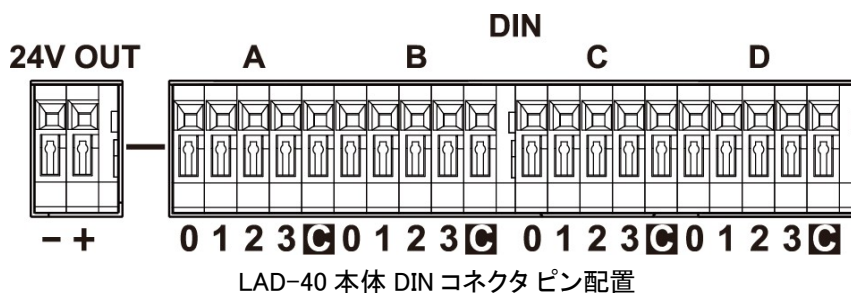 DIN
24V OUT A B C D
− + 0 1 2 3 C 0 1 2 3 C 0 1 2 3 C 0 1 2 3 C
LAD-40 本体 DIN コネクタ ピン配置